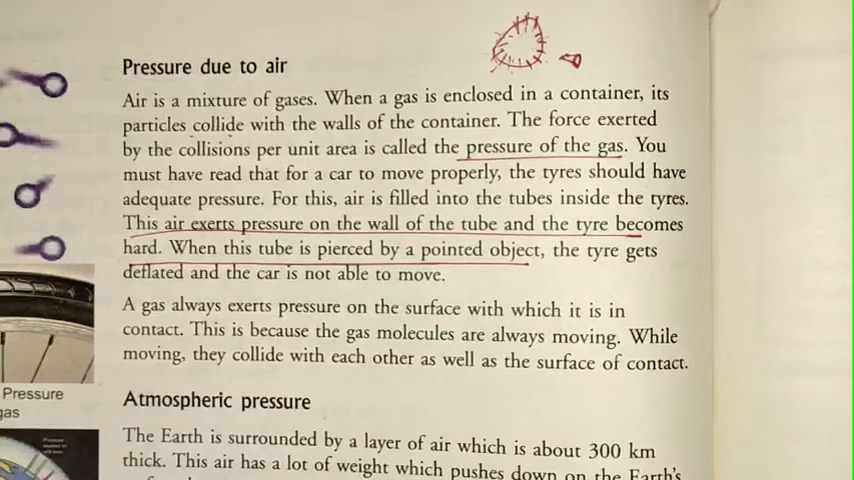 Pressure due to air
Air is a mixture of gases. When a gas is enclosed in a container, its
particles collide with the walls of the container. The force exerted
by the collisions per unit area is called the pressure of the gas. You
must have read that for a car to move properly, the tyres should have
adequate pressure. For this, air is filled into the tubes inside the tyres.
This air exerts pressure on the wall of the tube and the tyre becomes
hard. When this tube is pierced by a pointed object, the tyre gets
deflated and the car is not able to move.
A gas always exerts pressure on the surface with which it is in
contact. This is because the gas molecules are always moving. While
moving, they collide with each other as well as the surface of contact.
Pressure
gas
Atmospheric pressure
The Earth is surrounded by a layer of air which is about 300 km
thick. This air has a lot of weight which pushes down on the Earth's